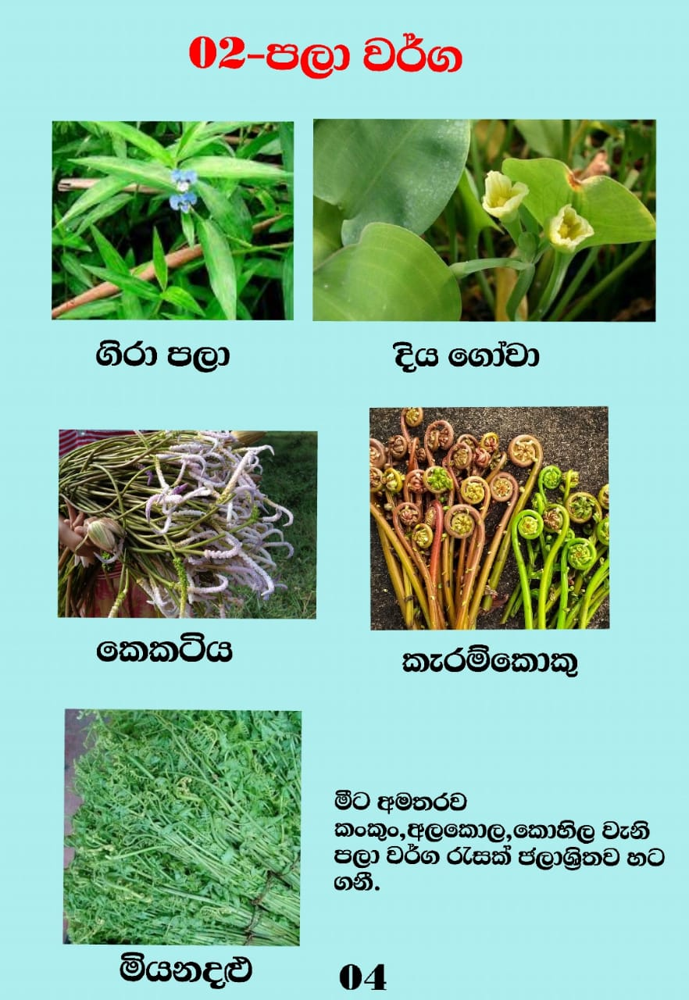 02-පලා වර්ග
ගිරා පලා
දිය ගෝවා
කෙකටිය
කැරම්කොකු
මීට අමතරව
කංකුං,අලකොල,කොහිල වැනි
පලා වර්ග රැසක් ජලාශ්‍රිතව හට
ගනී.
මියනදළු
04